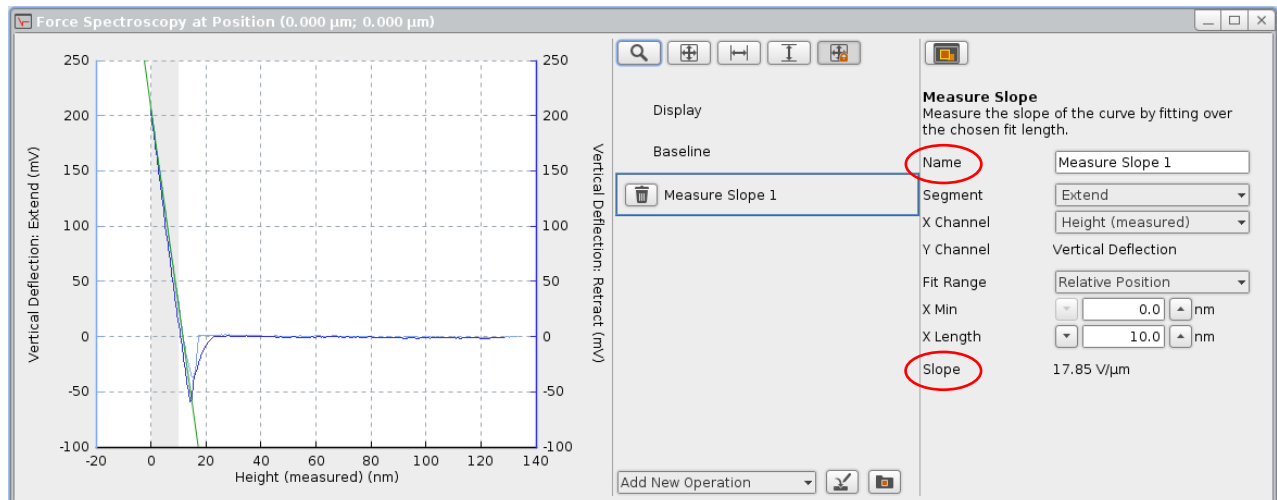 Force Spectroscopy at Position (0.000 µm; 0.000 µm)
Vertical Deflection: Extend (mV)
250
200
150
100
50
0
-50
-100
-20 0 20 40 60 80 100 120 140
Height (measured) (nm)
250
200
150
100
50
0
-50
-100
Vertical Deflection: Retract (mV)
Display
Baseline
Measure Slope 1
Add New Operation
Measure Slope
Measure the slope of the curve by fitting over
the chosen fit length.
Name Measure Slope 1
Segment Extend
X Channel Height (measured)
Y Channel Vertical Deflection
Fit Range Relative Position
X Min 0.0 nm
X Length 10.0 nm
Slope 17.85 V/µm